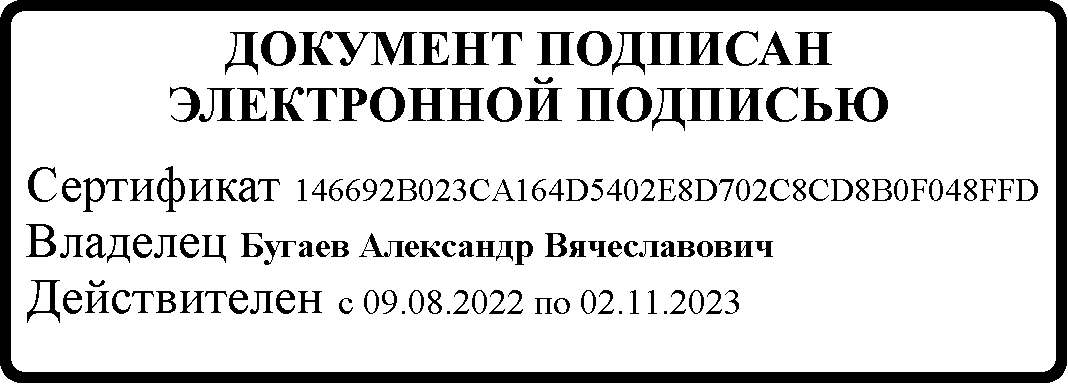 ДОКУМЕНТ ПОДПИСАН
ЭЛЕКТРОННОЙ ПОДПИСЬЮ
Сертификат 146692B023CA164D5402E8D702C8CD8B0F048FFD
Владелец Бугаев Александр Вячеславович
Действителен с 09.08.2022 по 02.11.2023